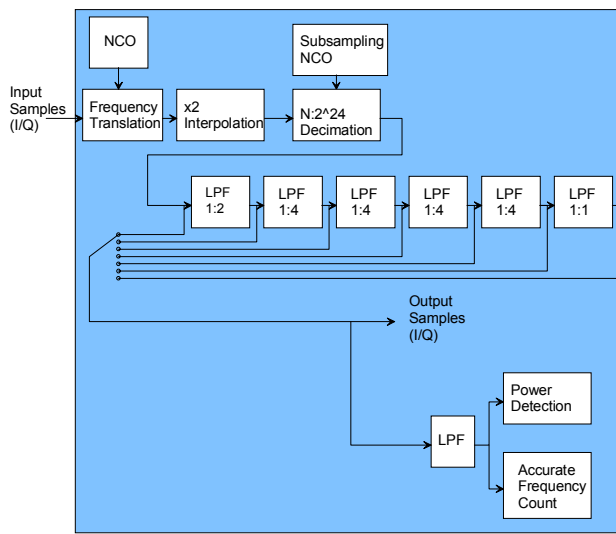 NCO
Subsampling
NCO
Input
Samples
(I/Q)
Frequency
Translation
x2
Interpolation
N:2^24
Decimation
LPF
1:2
LPF
1:4
LPF
1:4
LPF
1:4
LPF
1:4
LPF
1:1
Output
Samples
(I/Q)
Power
Detection
LPF
Accurate
Frequency
Count